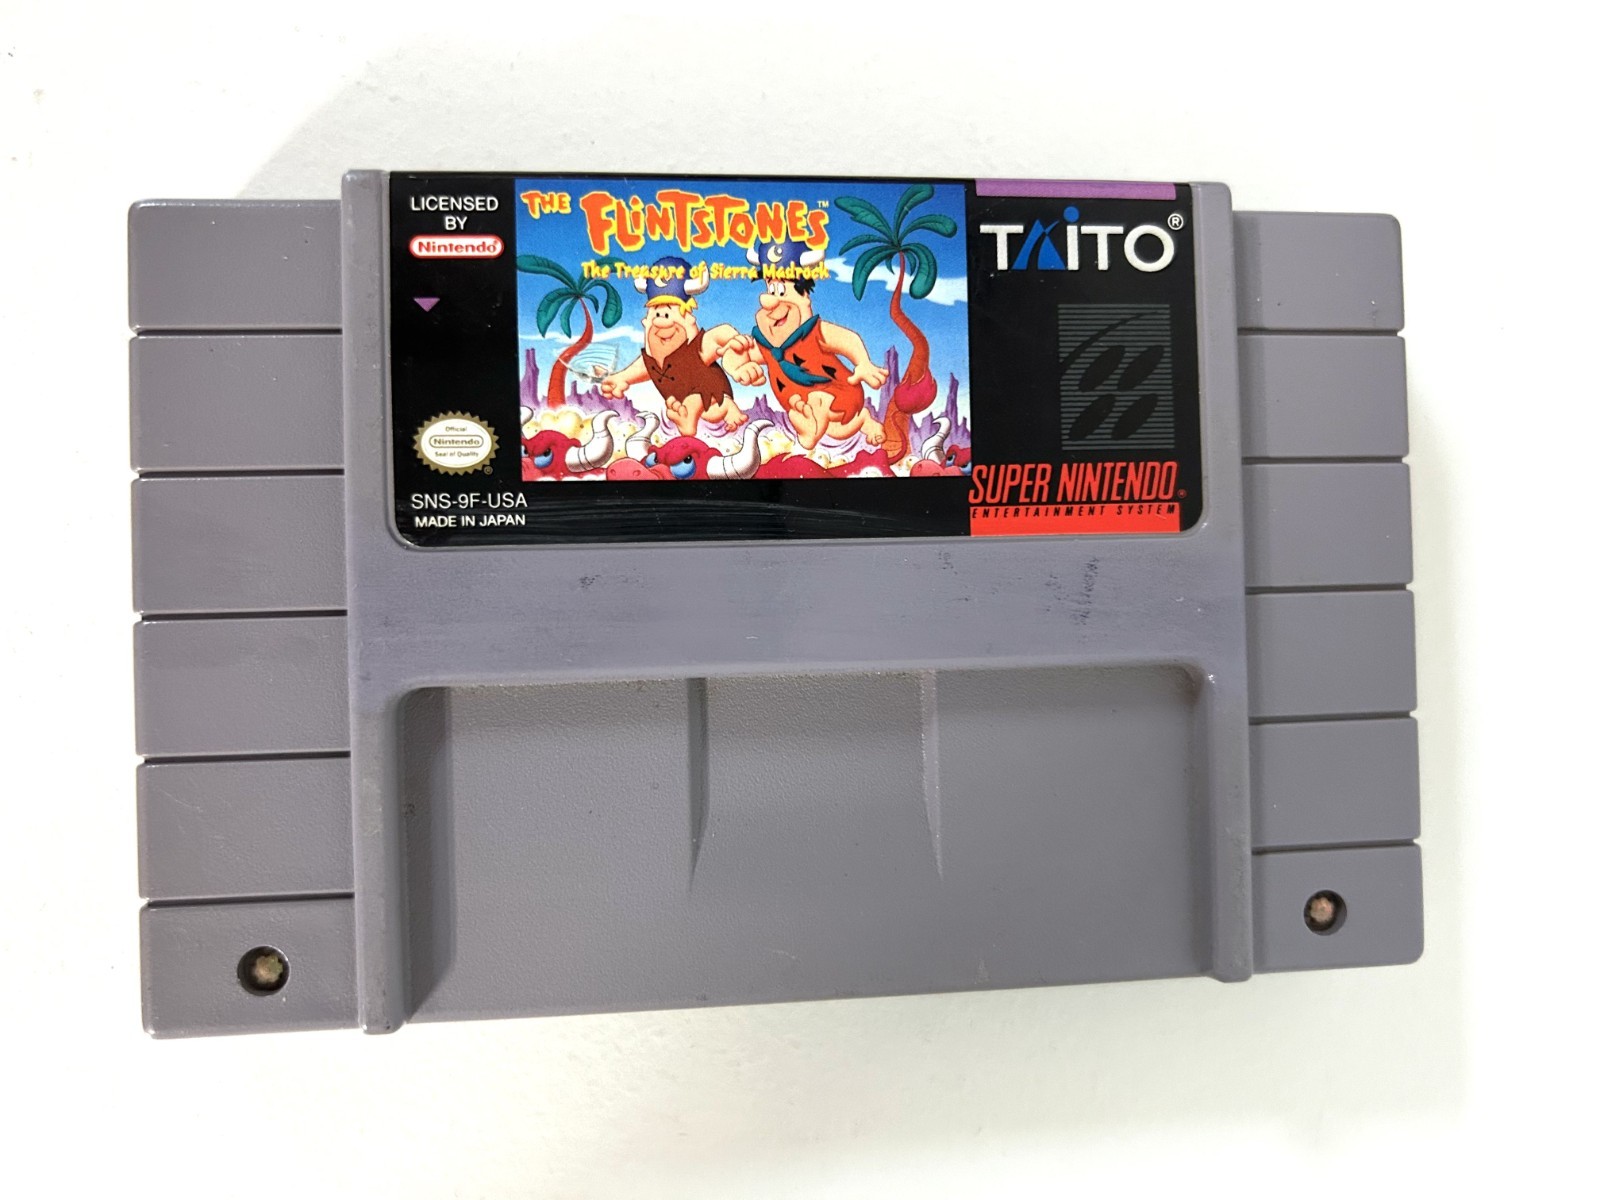 LICENSED
BY
Nintendo®
THE FLINTSTONES™
The Treasure of Sierra Madrock
TAITO®
Official
Nintendo
Seal of Quality
®
SNS-9F-USA
MADE IN JAPAN
SUPER NINTENDO®
ENTERTAINMENT SYSTEM